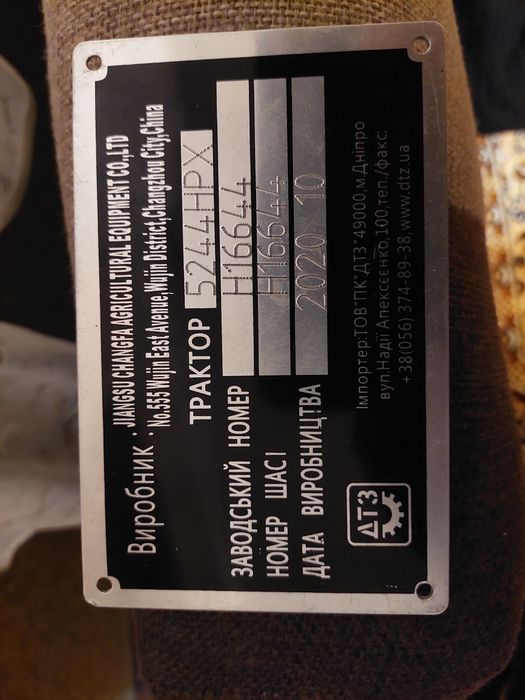 Виробник : JIANGSU CHANGFA AGRICULTURAL EQUIPMENT CO.,LTD
No.555 Wujin East Avenue,Wujin District,Changzhou City,China
ТРАКТОР 5244HPX
ЗАВОДСЬКИЙ НОМЕР H16644
НОМЕР ШАСІ H16644
ДАТА ВИРОБНИЦТВА 2020 10
ДТЗ
Імпортер:ТОВ"ПК"ДТЗ"49000,м.Дніпро
вул.Надії Алексєєнко,100,тел./факс:
+38(056) 374-89-38,www.dtz.ua